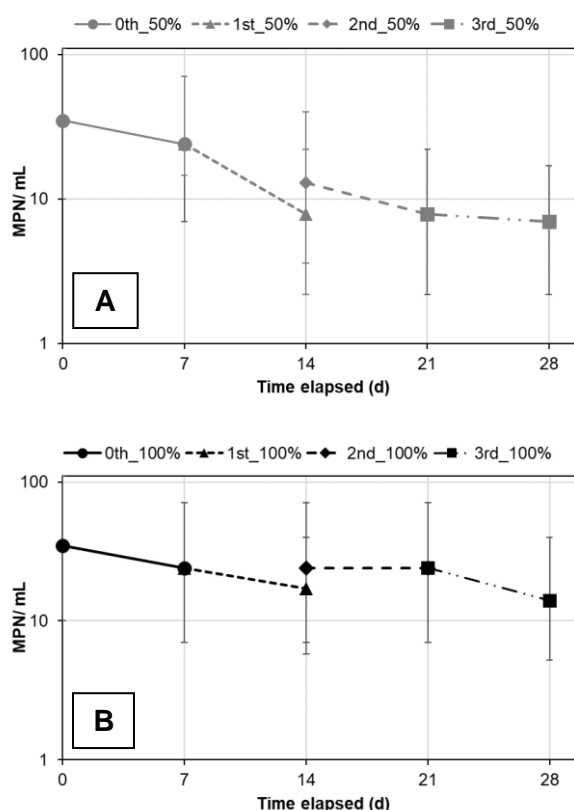 0th_50% 1st_50% 2nd_50% 3rd_50%
100
10
1
MPN/ mL
A
0 7 14 21 28
Time elapsed (d)
0th_100% 1st_100% 2nd_100% 3rd_100%
100
10
1
MPN/ mL
B
0 7 14 21 28
Time elapsed (d)